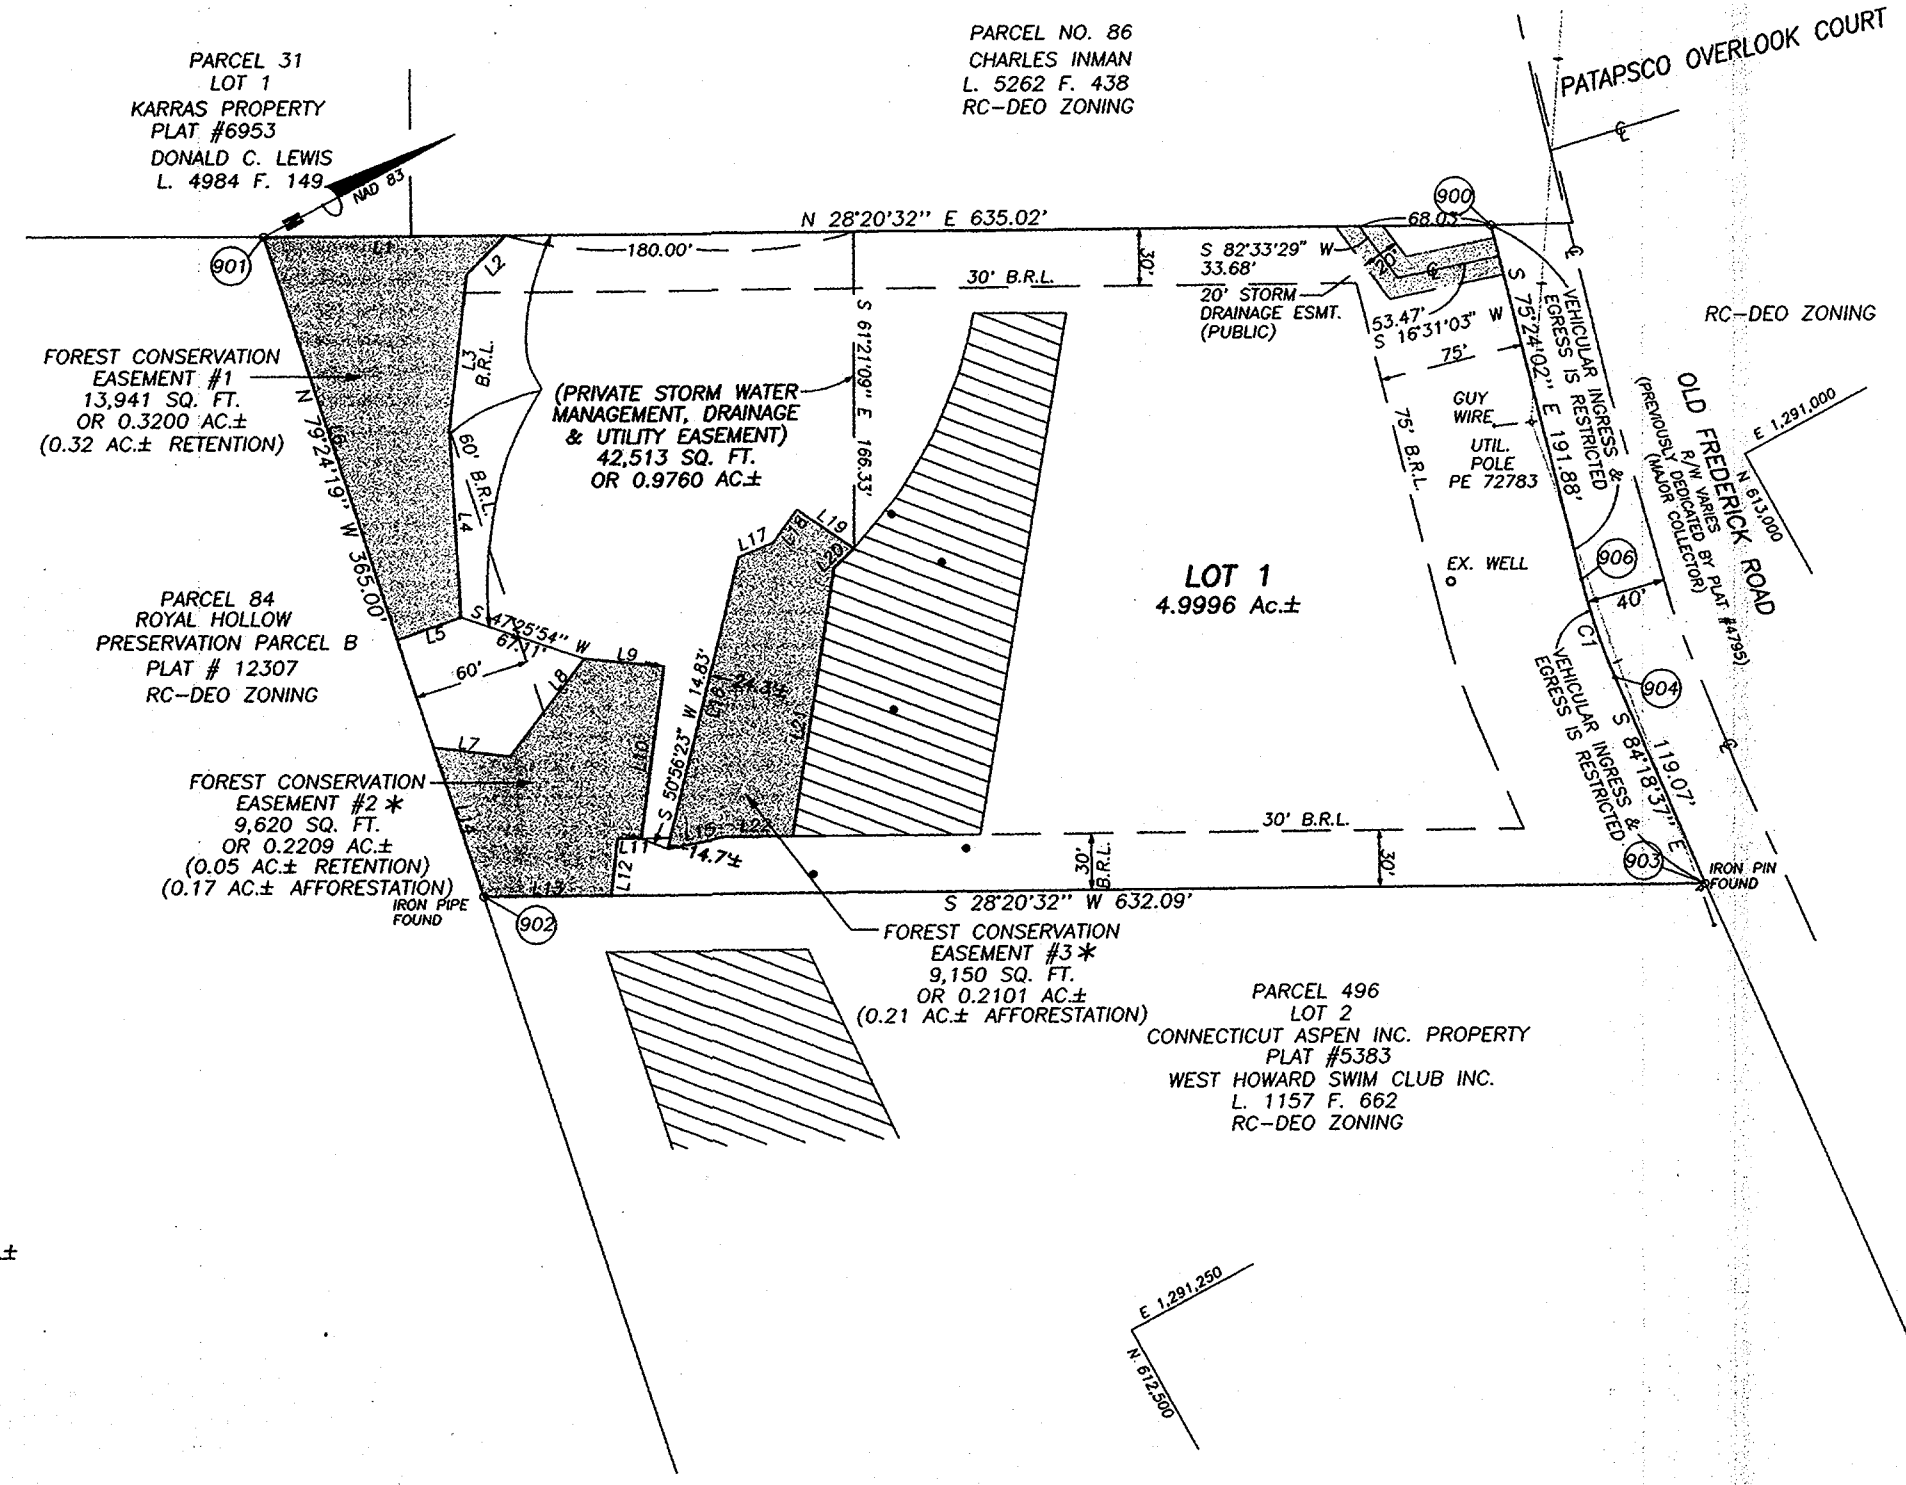 PARCEL 31
LOT 1
KARRAS PROPERTY
PLAT #6953
DONALD C. LEWIS
L. 4984 F. 149
NAD 83
N
PARCEL NO. 86
CHARLES INMAN
L. 5262 F. 438
RC-DEO ZONING
PATAPSCO OVERLOOK COURT
901
L1
L2
180.00'
N 28°20'32" E 635.02'
30'
30' B.R.L.
68.03'
900
S 82°33'29" W
33.68'
20'
20' STORM
DRAINAGE ESMT.
(PUBLIC)
53.47'
S 16°31'03" W
75'
75' B.R.L.
S 75°24'02" E 191.88'
VEHICULAR INGRESS &
EGRESS IS RESTRICTED
RC-DEO ZONING
FOREST CONSERVATION
EASEMENT #1
13,941 SQ. FT.
OR 0.3200 AC.±
(0.32 AC.± RETENTION)
N 79°24'19" W 365.00'
L6
L3
B.R.L.
60' B.R.L.
L4
(PRIVATE STORM WATER
MANAGEMENT, DRAINAGE
& UTILITY EASEMENT)
42,513 SQ. FT.
OR 0.9760 AC.±
S 61°21'09" E 166.33'
GUY
WIRE
UTIL.
POLE
PE 72783
OLD FREDERICK ROAD
R/W VARIES
(PREVIOUSLY DEDICATED BY PLAT #4795)
(MAJOR COLLECTOR)
E 1,291,000
N 613,000
LOT 1
4.9996 Ac.±
EX. WELL
906
40'
C1
904
VEHICULAR INGRESS &
EGRESS IS RESTRICTED
S 84°18'37" E
119.07'
903
IRON PIN
FOUND
PARCEL 84
ROYAL HOLLOW
PRESERVATION PARCEL B
PLAT # 12307
RC-DEO ZONING
L5
S 47°25'54" W
67.11'
60'
L7
L8
L9
L10
S 50°56'23" W 14.83'
L16
24.3'±
L17
L18
L19
L20
L21
L11
L12
L13
L14
L15
L22
14.7'±
FOREST CONSERVATION
EASEMENT #2 *
9,620 SQ. FT.
OR 0.2209 AC.±
(0.05 AC.± RETENTION)
(0.17 AC.± AFFORESTATION)
IRON PIPE
FOUND
902
30' B.R.L.
30'
B.R.L.
30'
S 28°20'32" W 632.09'
FOREST CONSERVATION
EASEMENT #3 *
9,150 SQ. FT.
OR 0.2101 AC.±
(0.21 AC.± AFFORESTATION)
PARCEL 496
LOT 2
CONNECTICUT ASPEN INC. PROPERTY
PLAT #5383
WEST HOWARD SWIM CLUB INC.
L. 1157 F. 662
RC-DEO ZONING
E 1,291,250
N 612,500
±